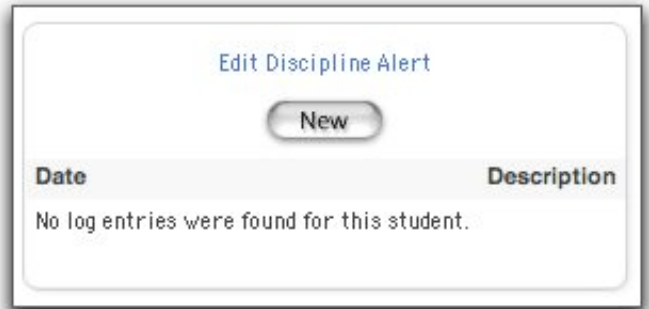 Edit Discipline Alert
New
Date Description
No log entries were found for this student.